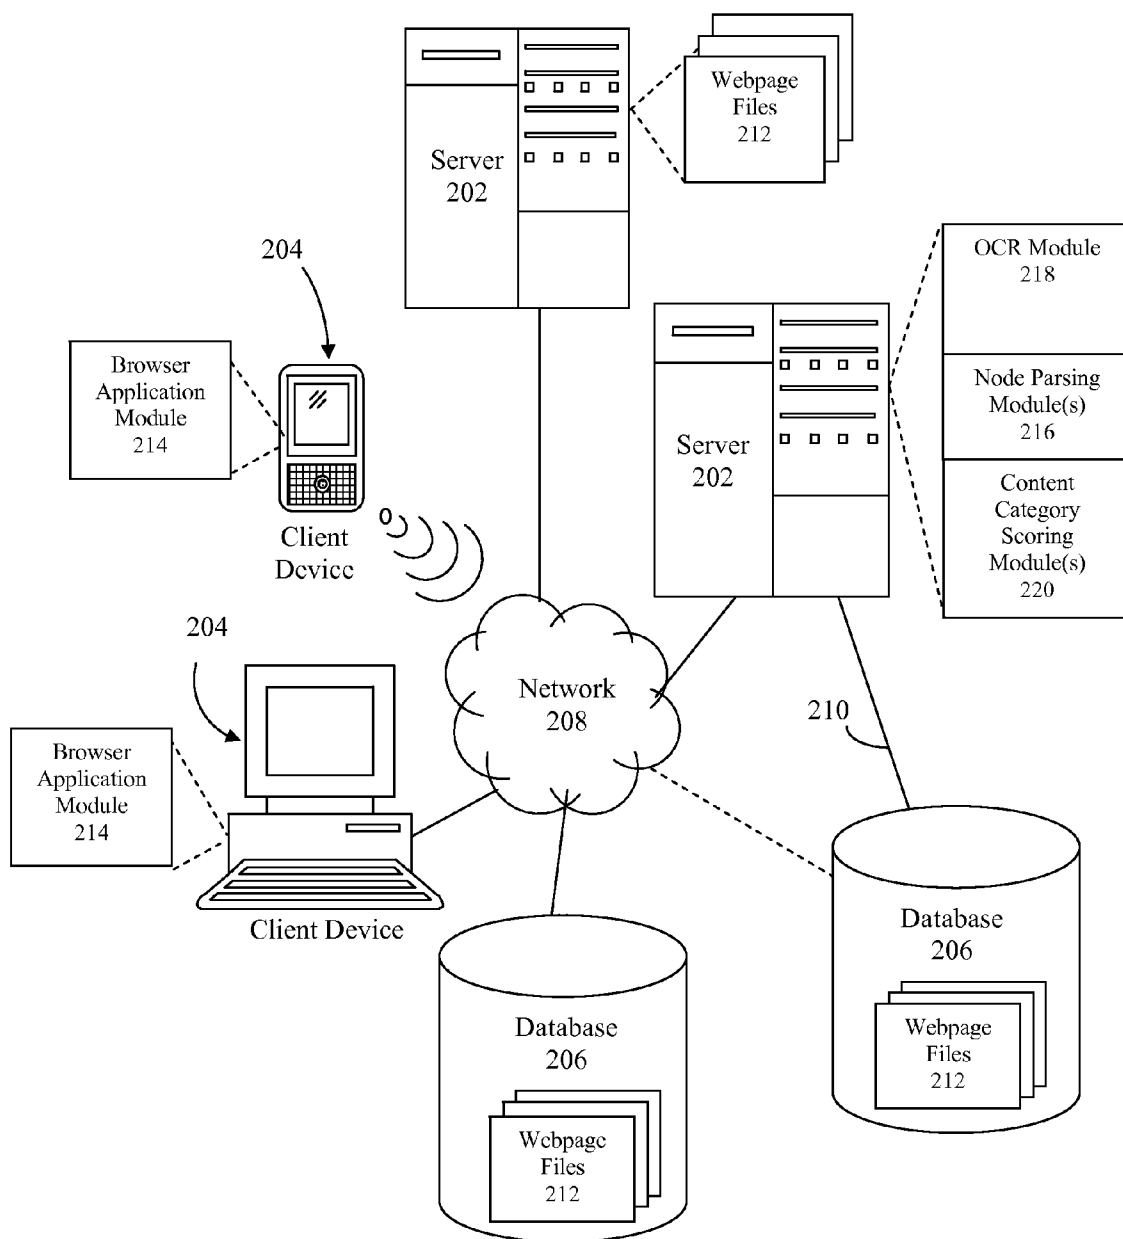 Webpage
Files
212
Server
202
204
OCR Module
218
Browser
Application
Module
214
Node Parsing
Module(s)
216
Server
202
Content
Category
Scoring
Module(s)
220
Client
Device
204
Network
208
210
Browser
Application
Module
214
Client Device
Database
206
Webpage
Files
212
Database
206
Webpage
Files
212